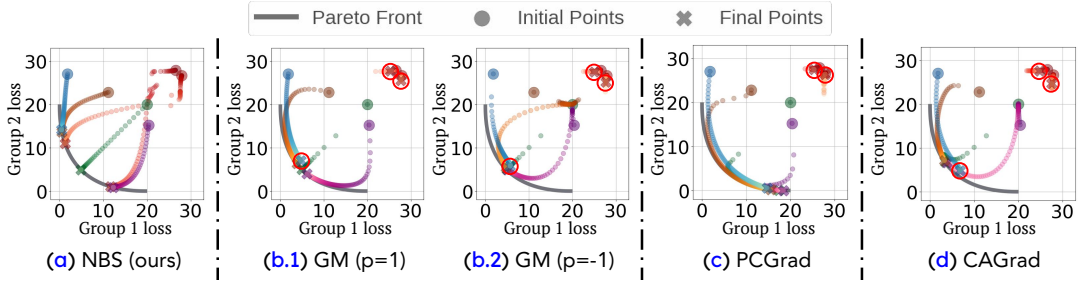 Pareto Front Initial Points Final Points
Group 2 loss
30
20
10
0
0 10 20 30
Group 1 loss
(a) NBS (ours)
Group 2 loss
30
20
10
0
0 10 20 30
Group 1 loss
(b.1) GM (p=1)
Group 2 loss
30
20
10
0
0 10 20 30
Group 1 loss
(b.2) GM (p=-1)
Group 2 loss
30
20
10
0
0 10 20 30
Group 1 loss
(c) PCGrad
Group 2 loss
30
20
10
0
0 10 20 30
Group 1 loss
(d) CAGrad